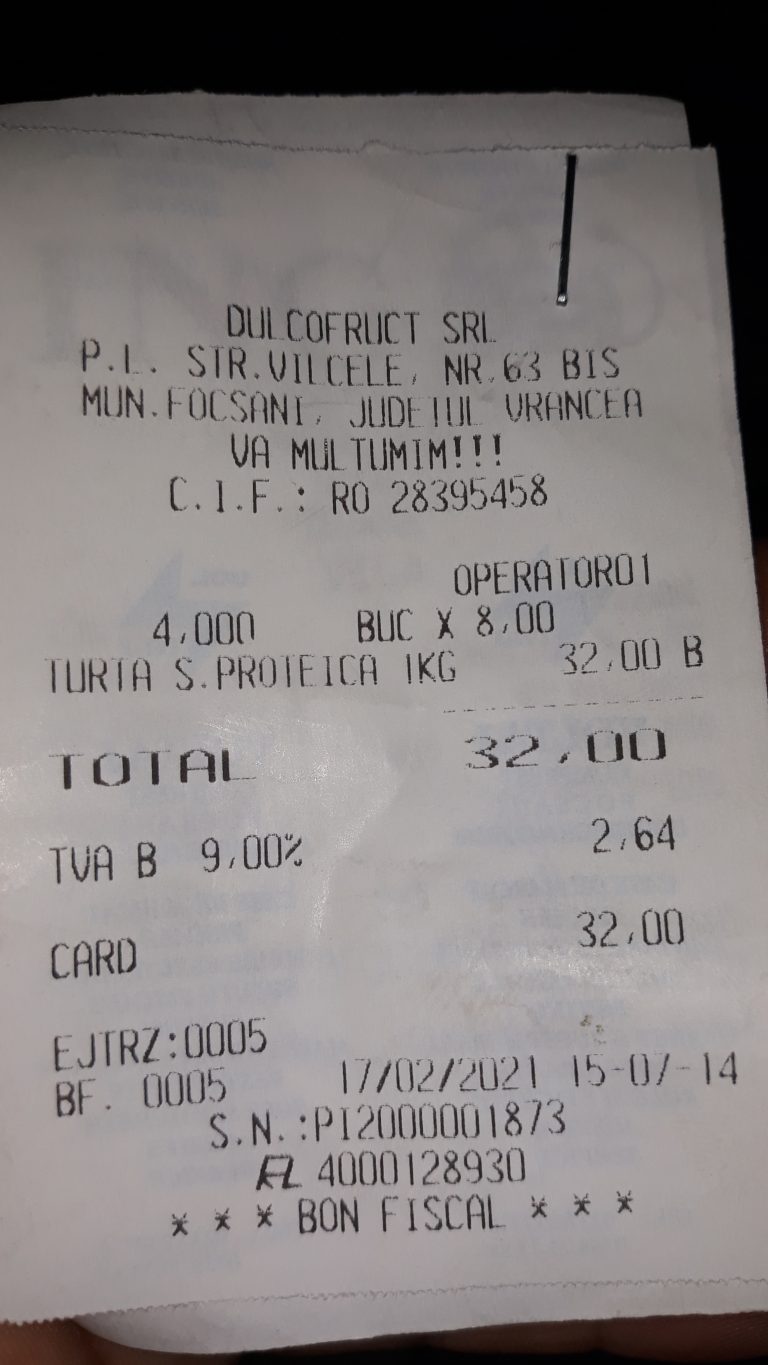 DULCOFRUCT SRL
P.L. STR.VILCELE, NR.63 BIS
MUN.FOCSANI, JUDETUL VRANCEA
VA MULTUMIM!!!
C.I.F.: RO 28395458
OPERATOR01
4,000 BUC X 8,00
TURTA S.PROTEICA 1KG 32,00 B
TOTAL 32,00
TVA B 9,00% 2,64
CARD 32,00
EJTRZ:0005
BF. 0005 17/02/2021 15-07-14
S.N.:PI2000001873
4000128930
* * * BON FISCAL * * *